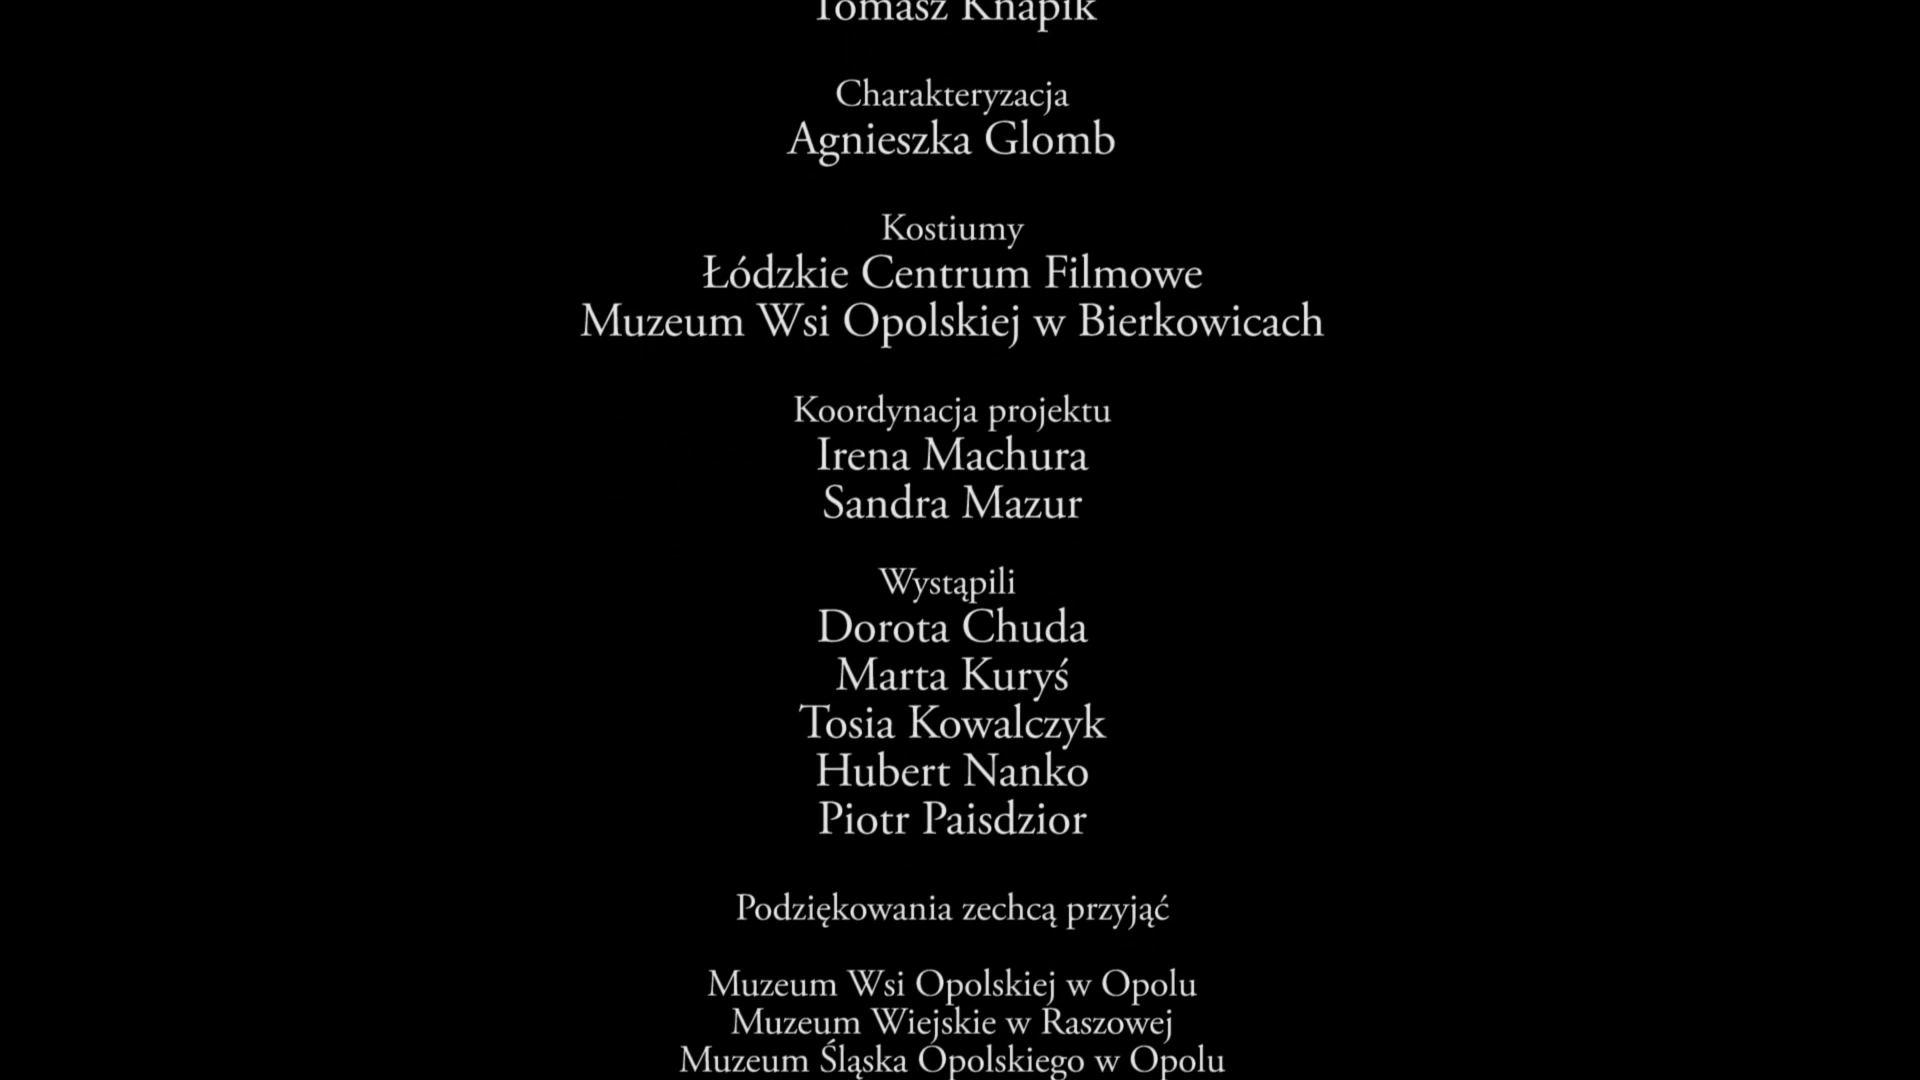 Tomasz Knapik
Charakteryzacja
Agnieszka Glomb
Kostiumy
Łódzkie Centrum Filmowe
Muzeum Wsi Opolskiej w Bierkowicach
Koordynacja projektu
Irena Machura
Sandra Mazur
Wystąpili
Dorota Chuda
Marta Kuryś
Tosia Kowalczyk
Hubert Nanko
Piotr Paisdzior
Podziękowania zechcą przyjąć
Muzeum Wsi Opolskiej w Opolu
Muzeum Wiejskie w Raszowej
Muzeum Śląska Opolskiego w Opolu